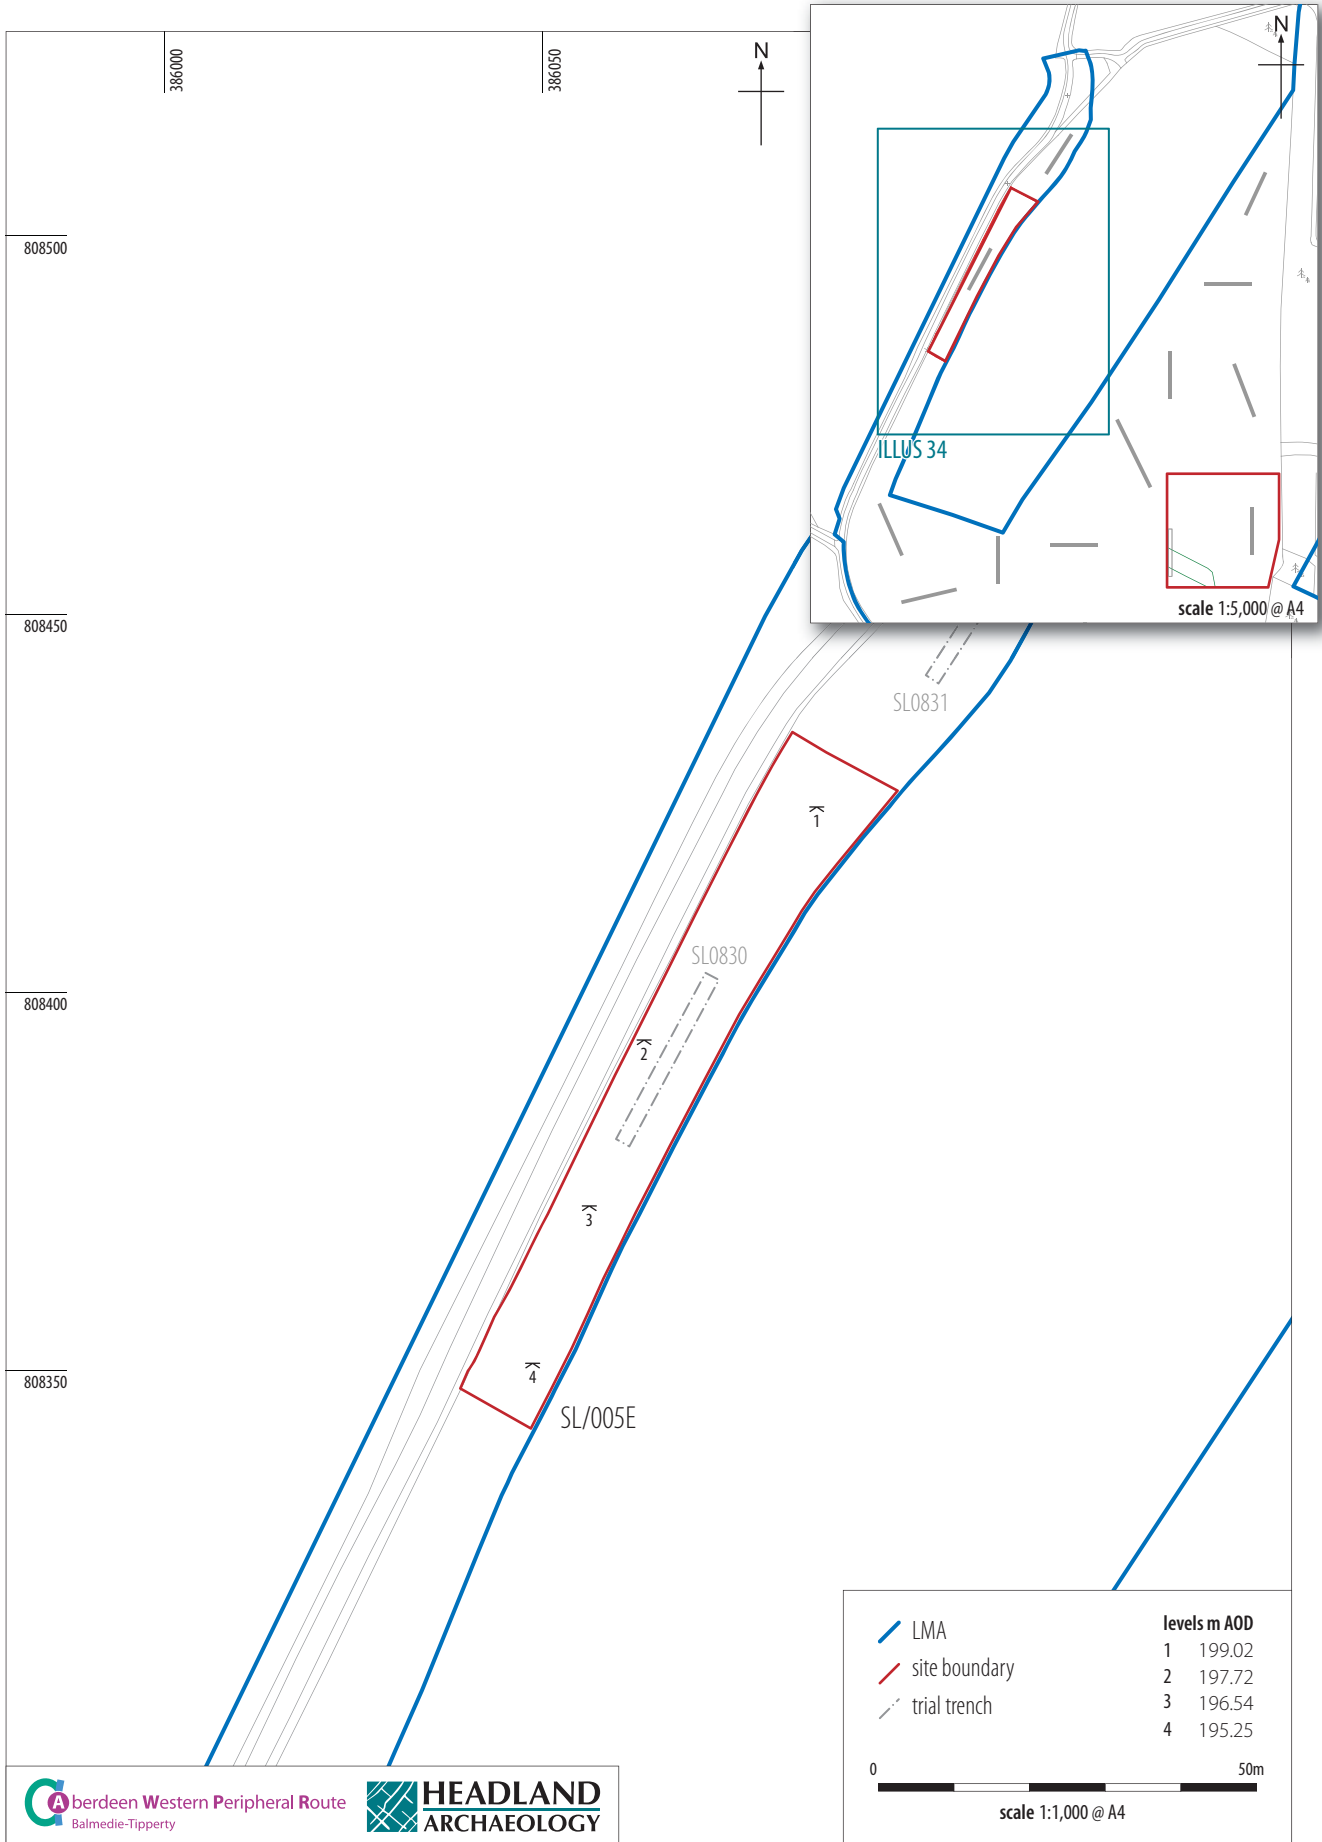 386000
386050
N
N
808500
ILLUS 34
scale 1:5,000 @ A4
808450
SL0831
1
SL0830
808400
2
3
808350
4
SL/005E
LMA
site boundary
trial trench
levels m AOD
1 199.02
2 197.72
3 196.54
4 195.25
0 50m
scale 1:1,000 @ A4
Aberdeen Western Peripheral Route
Balmedie-Tipperty
HEADLAND
ARCHAEOLOGY